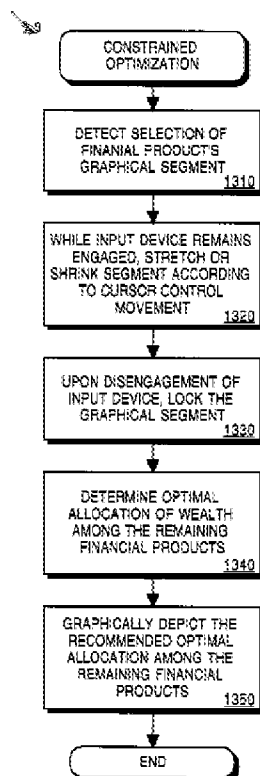 CONSTRAINED
OPTIMIZATION
DETECT SELECTION OF
FINANIAL PRODUCT'S
GRAPHICAL SEGMENT
1310
WHILE INPUT DEVICE REMAINS
ENGAGED, STRETCH OR
SHRINK SEGMENT ACCORDING
TO CURSOR CONTROL
MOVEMENT
1320
UPON DISENGAGEMENT OF
INPUT DEVICE, LOCK THE
GRAPHICAL SEGMENT
1330
DETERMINE OPTIMAL
ALLOCATION OF WEALTH
AMONG THE REMAINING
FINANCIAL PRODUCTS
1340
GRAPHICALLY DEPICT THE
RECOMMENDED OPTIMAL
ALLOCATION AMONG THE
REMAINING FINANCIAL
PRODUCTS
1350
END